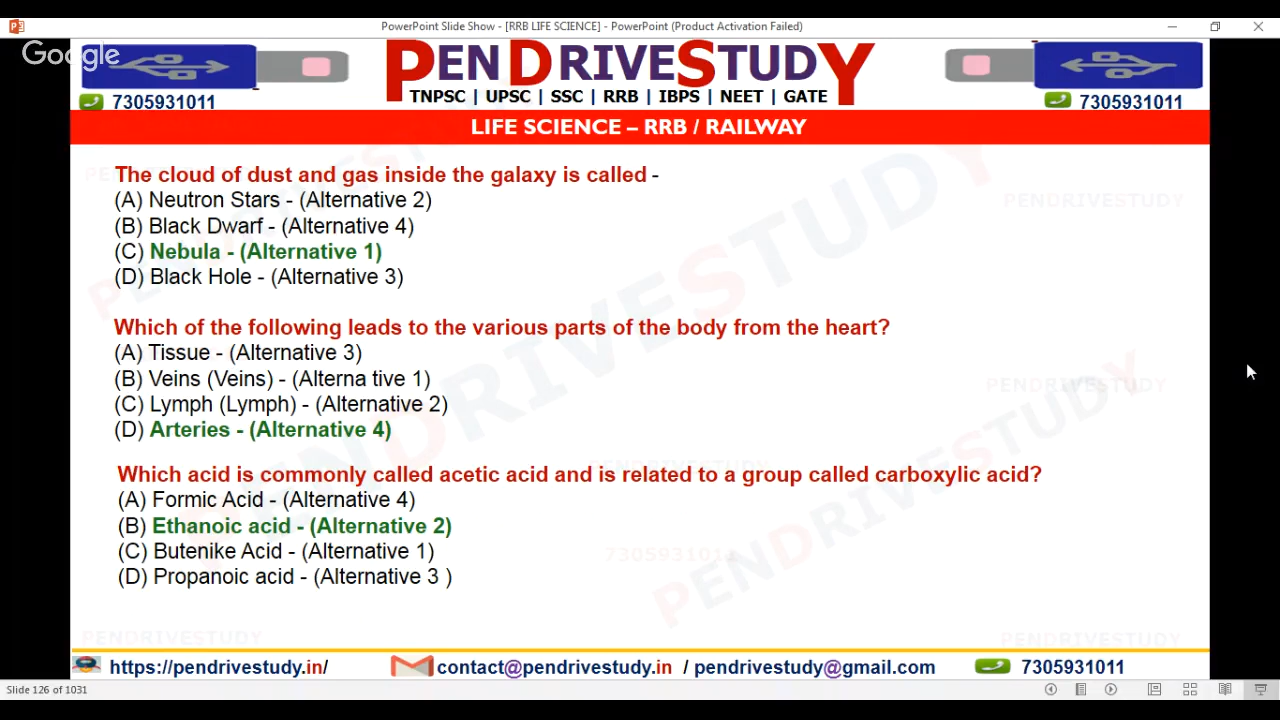 PowerPoint Slide Show - [RRB LIFE SCIENCE] - PowerPoint (Product Activation Failed)
Google
PENDRIVESTUDY
7305931011
TNPSC | UPSC | SSC | RRB | IBPS | NEET | GATE
7305931011
LIFE SCIENCE – RRB / RAILWAY
The cloud of dust and gas inside the galaxy is called -
(A) Neutron Stars - (Alternative 2)
(B) Black Dwarf - (Alternative 4)
(C) Nebula - (Alternative 1)
(D) Black Hole - (Alternative 3)
Which of the following leads to the various parts of the body from the heart?
(A) Tissue - (Alternative 3)
(B) Veins (Veins) - (Alterna tive 1)
(C) Lymph (Lymph) - (Alternative 2)
(D) Arteries - (Alternative 4)
Which acid is commonly called acetic acid and is related to a group called carboxylic acid?
(A) Formic Acid - (Alternative 4)
(B) Ethanoic acid - (Alternative 2)
(C) Butenike Acid - (Alternative 1)
(D) Propanoic acid - (Alternative 3 )
PENDRIVESTUDY
PENDRIVESTUDY
PENDRIVESTUDY
PENDRIVESTUDY
PENDRIVESTUDY
PENDRIVESTUDY
https://pendrivestudy.in/
contact@pendrivestudy.in / pendrivestudy@gmail.com
7305931011
Slide 126 of 1031